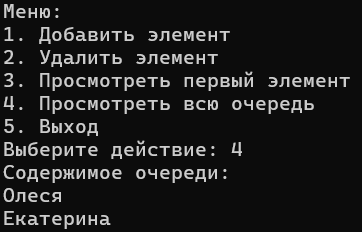 Меню:
1. Добавить элемент
2. Удалить элемент
3. Просмотреть первый элемент
4. Просмотреть всю очередь
5. Выход
Выберите действие: 4
Содержимое очереди:
Олеся
Екатерина